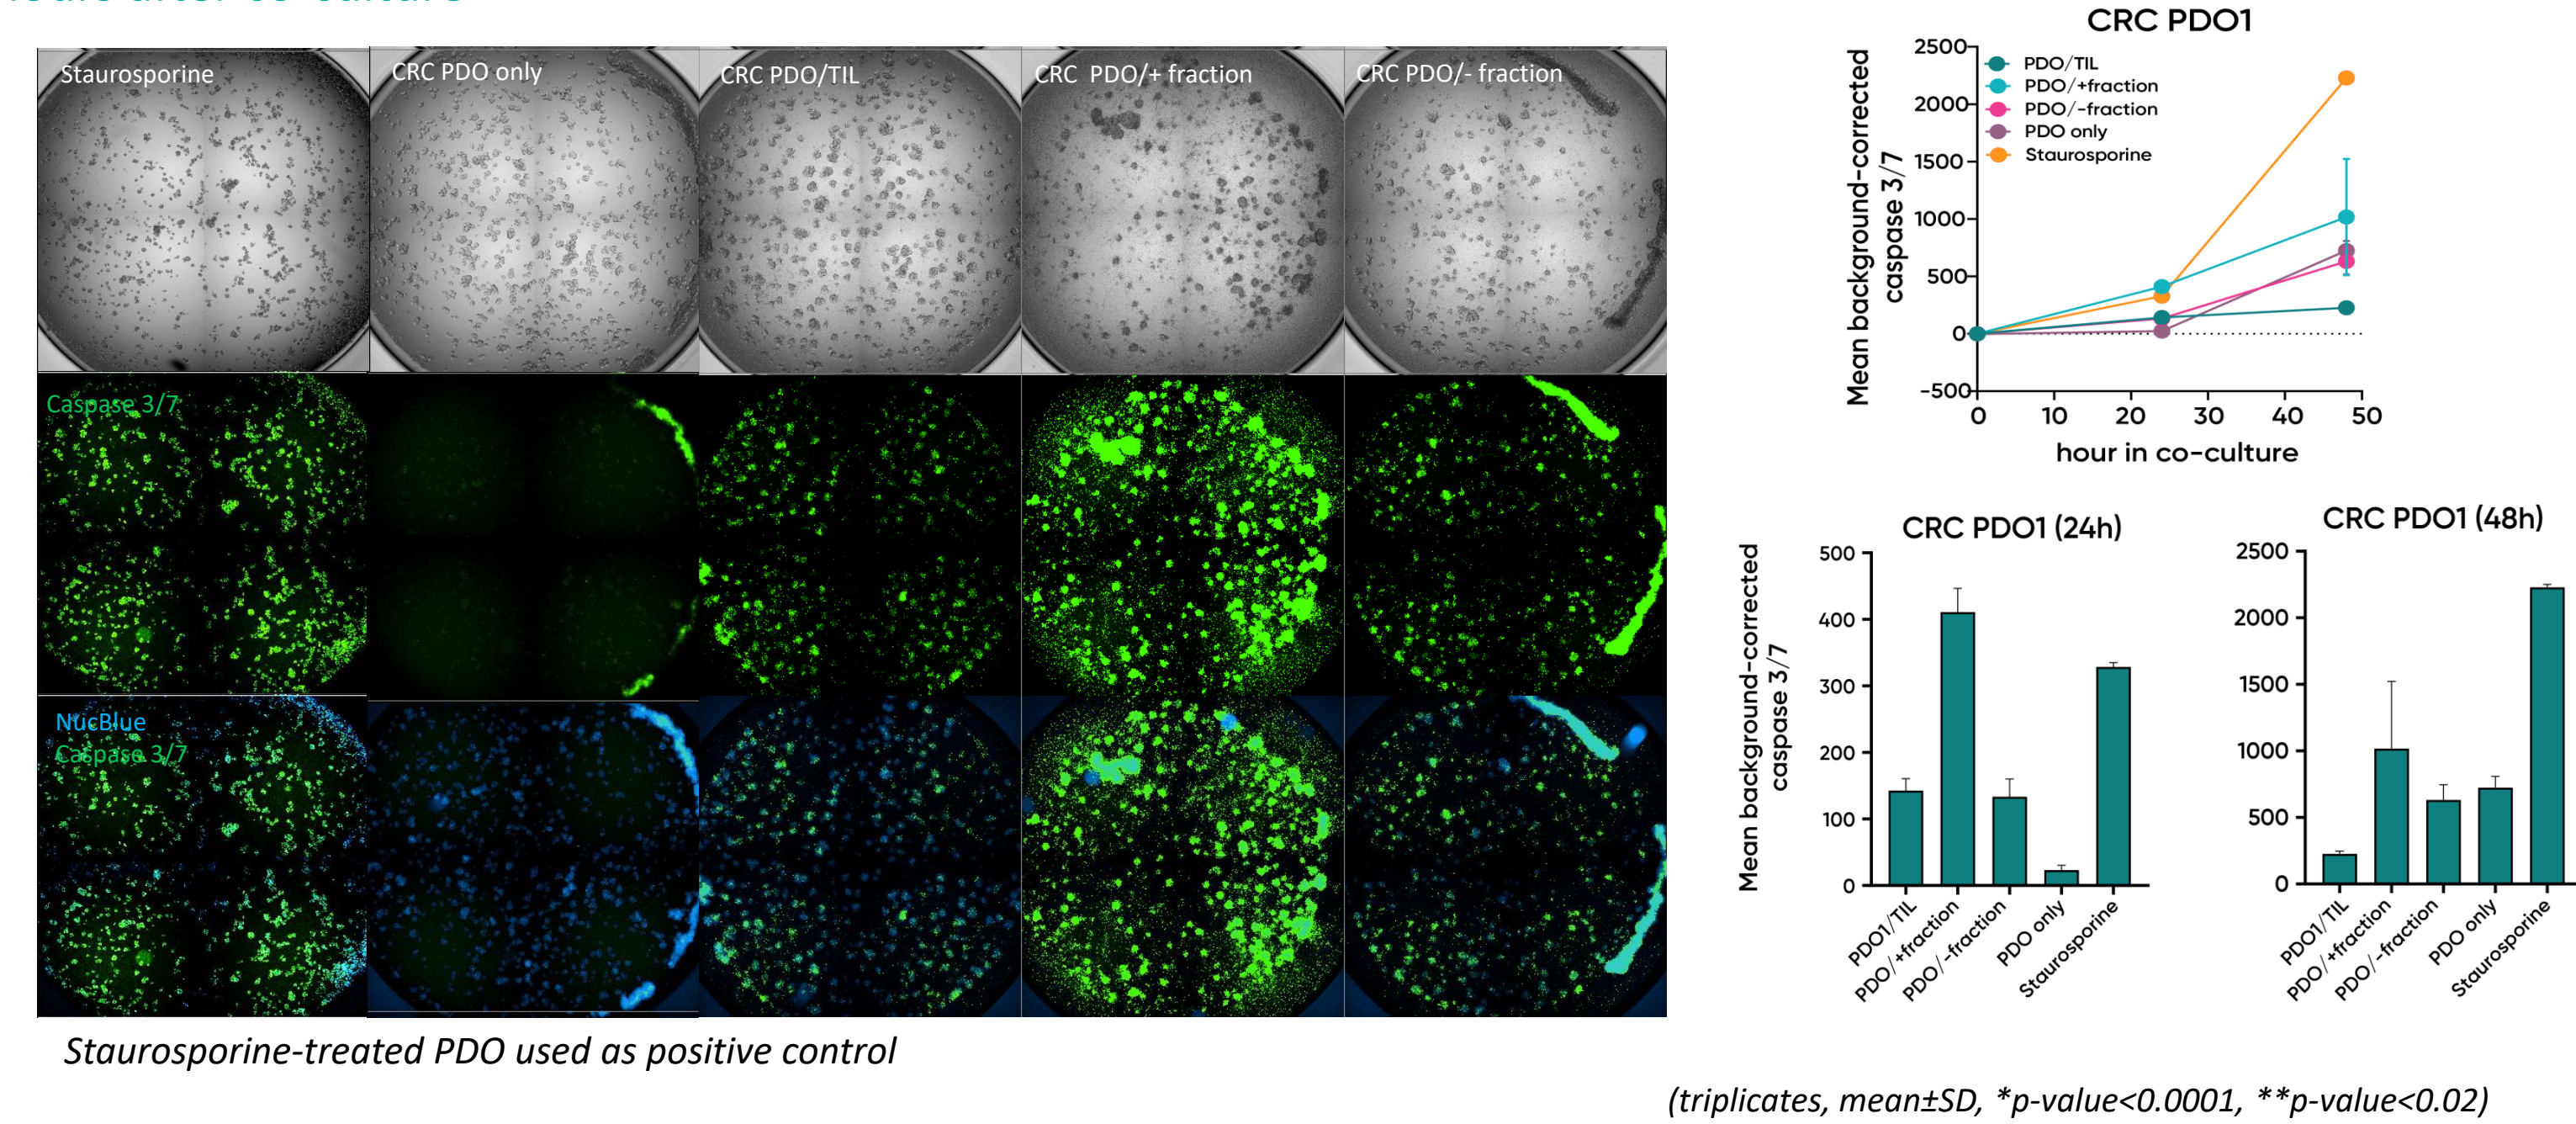 after co-culture
Staurosporine
CRC PDO only
CRC PDO/TIL
CRC PDO/+ fraction
CRC PDO/- fraction
Caspase 3/7
NucBlue
Caspase 3/7
Staurosporine-treated PDO used as positive control
CRC PDO1
Mean background-corrected
caspase 3/7
2500
2000
1500
1000
500
0
-500
PDO/TIL
PDO/+fraction
PDO/-fraction
PDO only
Staurosporine
0 10 20 30 40 50
hour in co-culture
CRC PDO1 (24h)
Mean background-corrected
caspase 3/7
500
400
300
200
100
0
PDO1/TIL
PDO/+fraction
PDO/-fraction
PDO only
Staurosporine
CRC PDO1 (48h)
2500
2000
1500
1000
500
0
PDO1/TIL
PDO/+fraction
PDO/-fraction
PDO only
Staurosporine
(triplicates, mean±SD, *p-value<0.0001, **p-value<0.02)